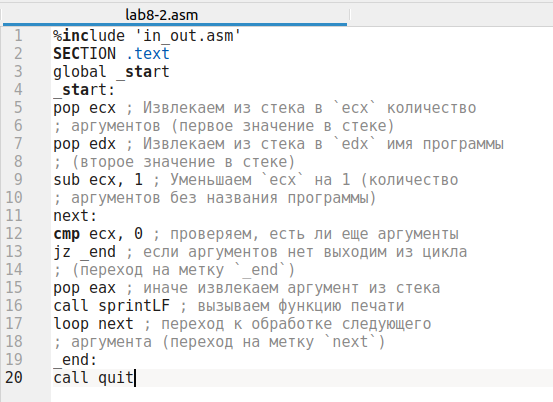 lab8-2.asm
1 %include 'in_out.asm'
2 SECTION .text
3 global _start
4 _start:
5 pop ecx ; Извлекаем из стека в `ecx` количество
6 ; аргументов (первое значение в стеке)
7 pop edx ; Извлекаем из стека в `edx` имя программы
8 ; (второе значение в стеке)
9 sub ecx, 1 ; Уменьшаем `ecx` на 1 (количество
10 ; аргументов без названия программы)
11 next:
12 cmp ecx, 0 ; проверяем, есть ли еще аргументы
13 jz _end ; если аргументов нет выходим из цикла
14 ; (переход на метку `_end`)
15 pop eax ; иначе извлекаем аргумент из стека
16 call sprintLF ; вызываем функцию печати
17 loop next ; переход к обработке следующего
18 ; аргумента (переход на метку `next`)
19 _end:
20 call quit